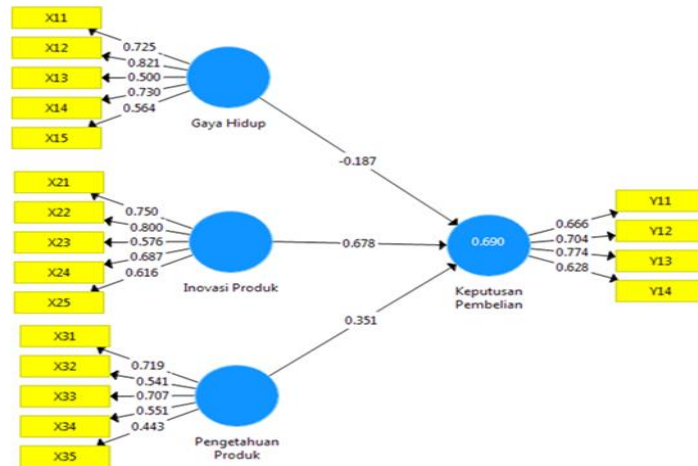 X11
X12
X13
X14
X15
0.725
0.821
0.500
0.730
0.564
Gaya Hidup
-0.187
X21
X22
X23
X24
X25
0.750
0.800
0.576
0.687
0.616
Inovasi Produk
0.678
X31
X32
X33
X34
X35
0.719
0.541
0.707
0.551
0.443
Pengetahuan
Produk
0.351
0.690
Keputusan
Pembelian
0.666
0.704
0.774
0.628
Y11
Y12
Y13
Y14